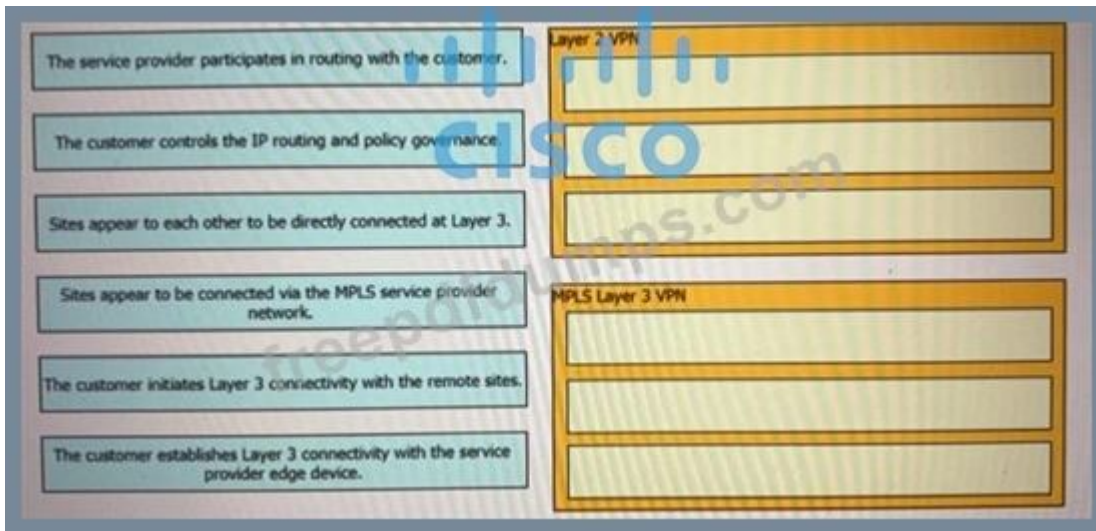 The service provider participates in routing with the customer.
The customer controls the IP routing and policy governance.
Sites appear to each other to be directly connected at Layer 3.
Sites appear to be connected via the MPLS service provider
network.
The customer initiates Layer 3 connectivity with the remote sites.
The customer establishes Layer 3 connectivity with the service
provider edge device.
Layer 2 VPN
MPLS Layer 3 VPN
CISCO
freepdfdumps.com